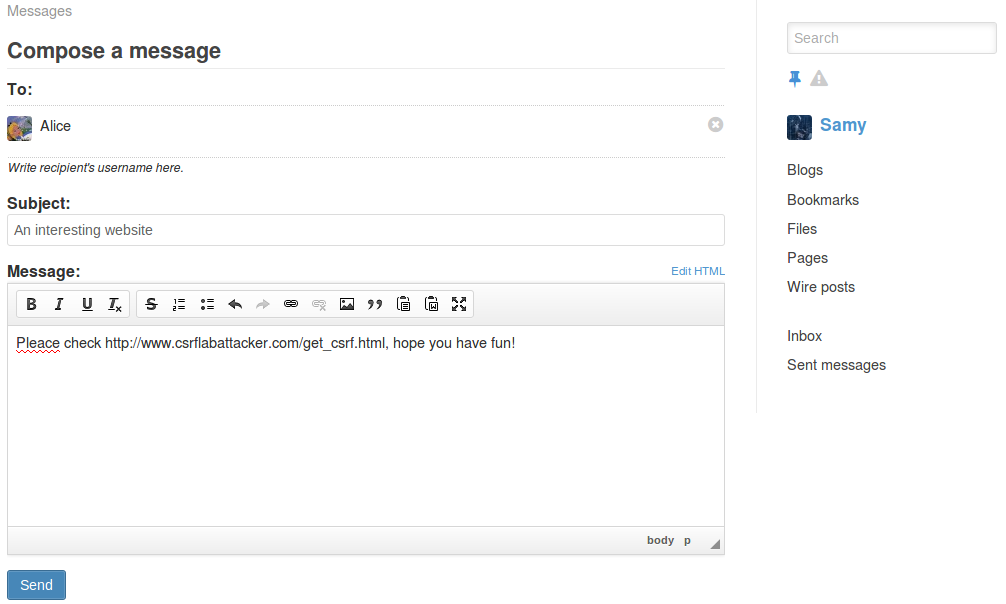 Messages
Compose a message
To:
Alice
Write recipient's username here.
Subject:
An interesting website
Message:
Edit HTML
B I U Tx S
Pleace check http://www.csrflabattacker.com/get_csrf.html, hope you have fun!
body p
Send
Search
Samy
Blogs
Bookmarks
Files
Pages
Wire posts
Inbox
Sent messages